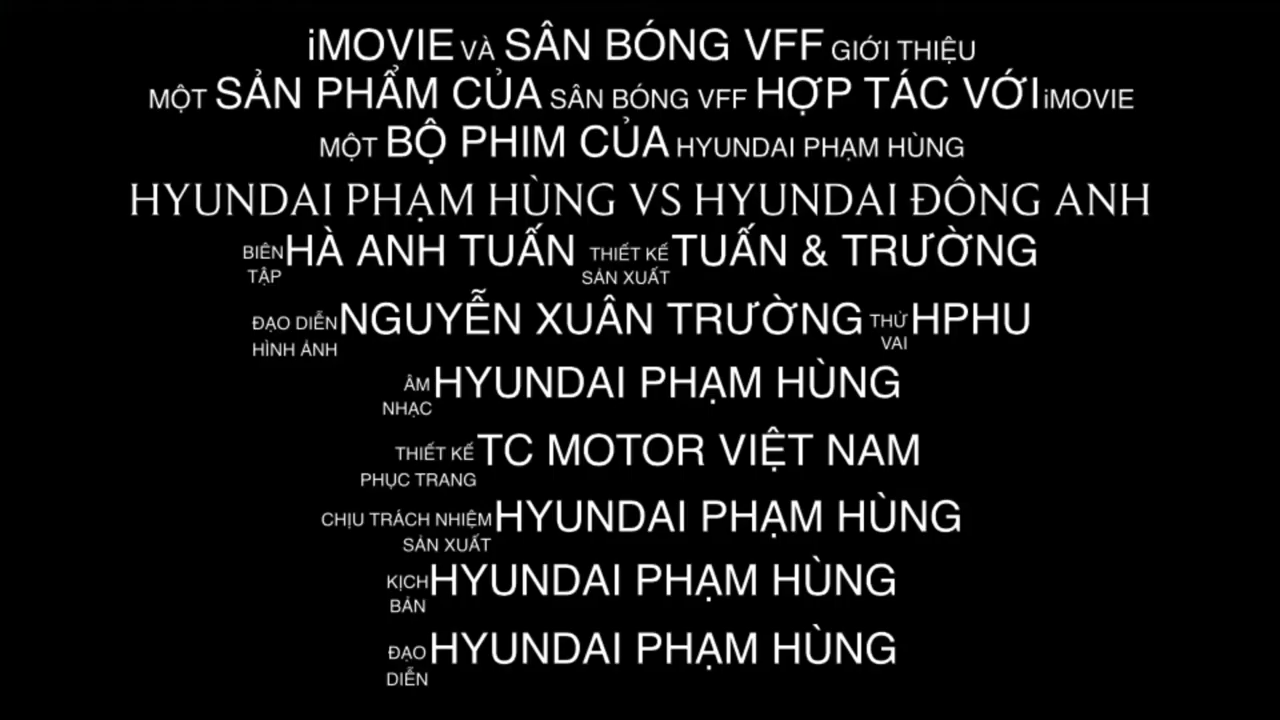 iMOVIE VÀ SÂN BÓNG VFF GIỚI THIỆU
MỘT SẢN PHẨM CỦA SÂN BÓNG VFF HỢP TÁC VỚI iMOVIE
MỘT BỘ PHIM CỦA HYUNDAI PHẠM HÙNG
HYUNDAI PHẠM HÙNG VS HYUNDAI ĐÔNG ANH
BIÊN TẬP HÀ ANH TUẤN THIẾT KẾ SẢN XUẤT TUẤN & TRƯỜNG
ĐẠO DIỄN HÌNH ẢNH NGUYỄN XUÂN TRƯỜNG THỬ VAI HPHU
ÂM NHẠC HYUNDAI PHẠM HÙNG
THIẾT KẾ PHỤC TRANG TC MOTOR VIỆT NAM
CHỊU TRÁCH NHIỆM SẢN XUẤT HYUNDAI PHẠM HÙNG
KỊCH BẢN HYUNDAI PHẠM HÙNG
ĐẠO DIỄN HYUNDAI PHẠM HÙNG